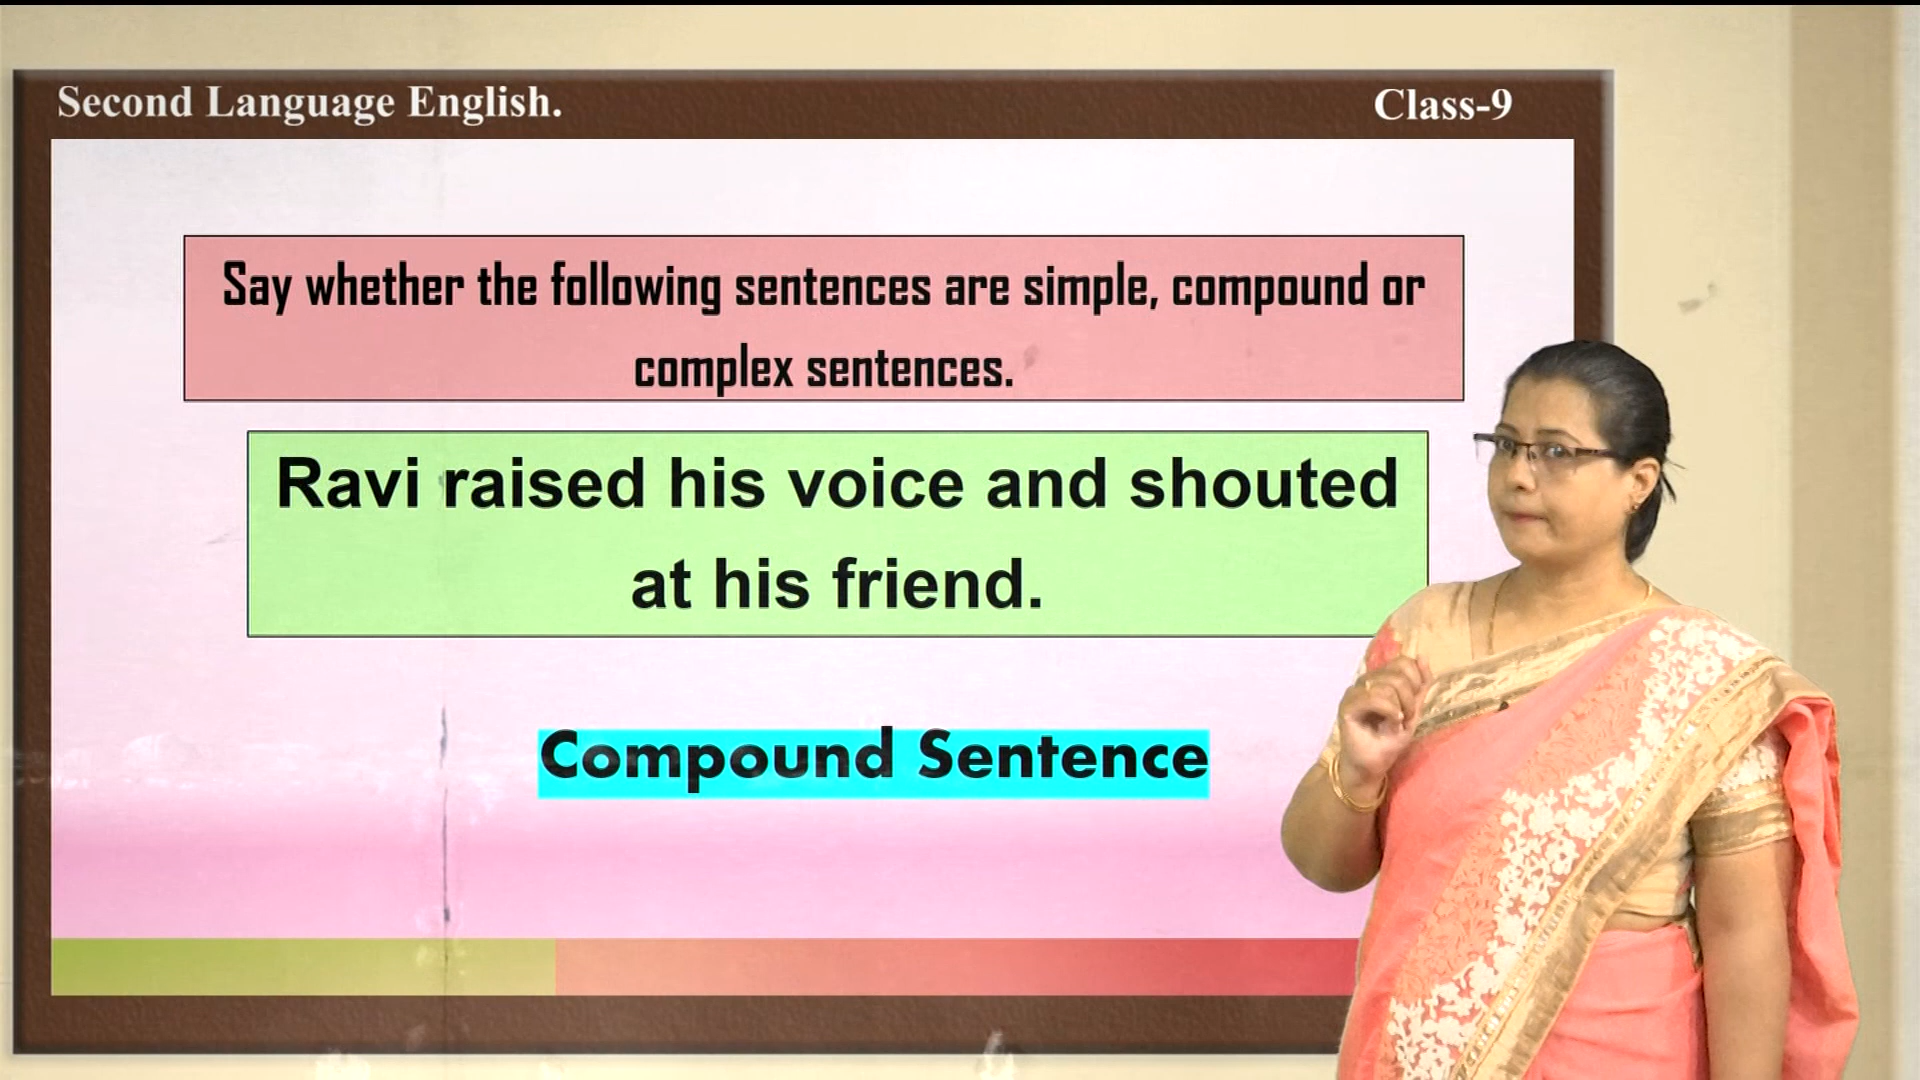 Second Language English.
Class-9
Say whether the following sentences are simple, compound or
complex sentences.
Ravi raised his voice and shouted
at his friend.
Compound Sentence